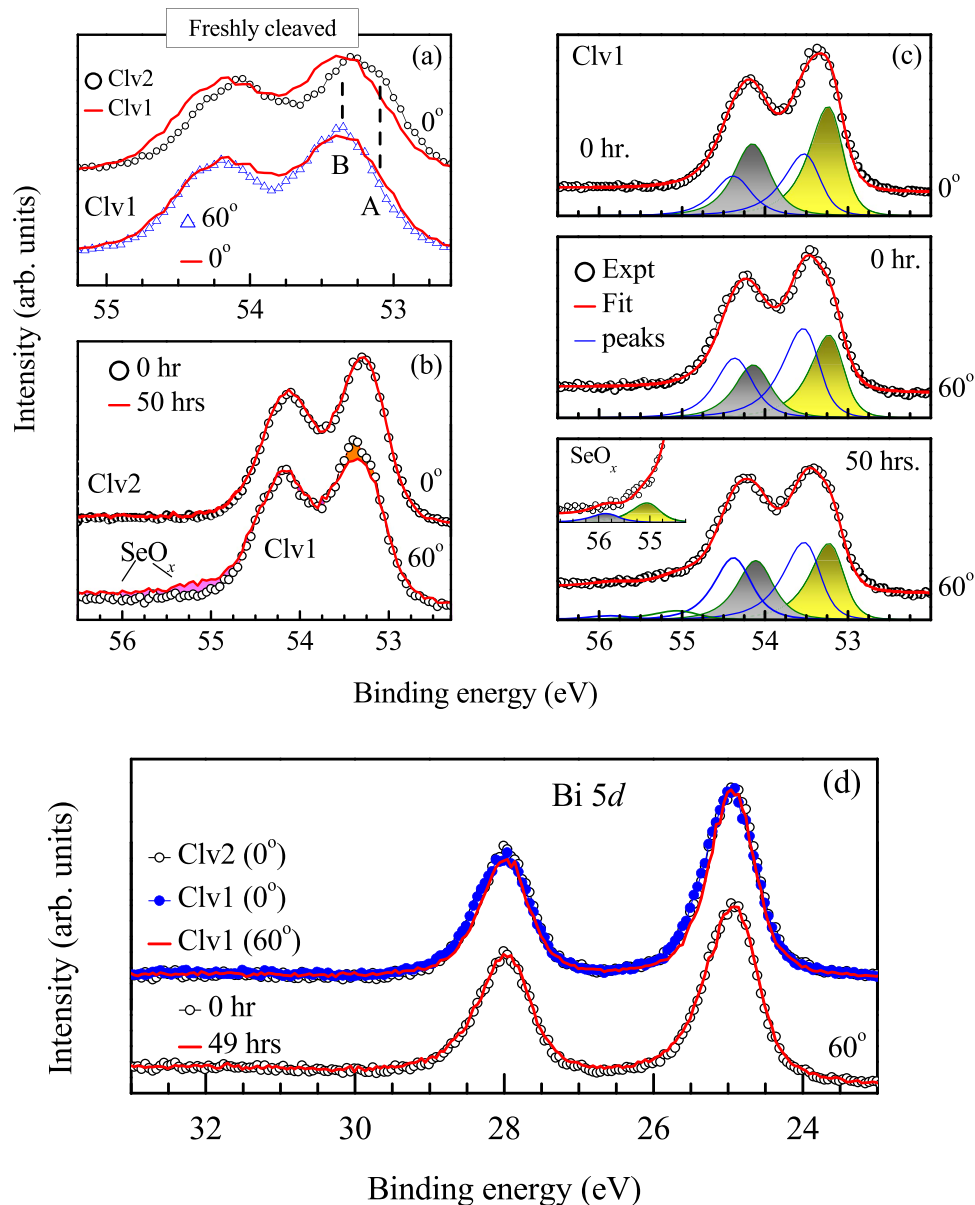 Freshly cleaved
(a)
Clv2
Clv1
0°
B
A
Clv1
60°
0°
55 54 53
(b)
0 hr
50 hrs
Clv2
0°
Clv1
SeOₓ
60°
56 55 54 53
Intensity (arb. units)
Clv1
(c)
0 hr.
0°
0 hr.
Expt
Fit
peaks
60°
50 hrs.
SeOₓ
56 55
60°
56 55 54 53
Binding energy (eV)
(d)
Bi 5d
Clv2 (0°)
Clv1 (0°)
Clv1 (60°)
0 hr
49 hrs
60°
32 30 28 26 24
Intensity (arb. units)
Binding energy (eV)